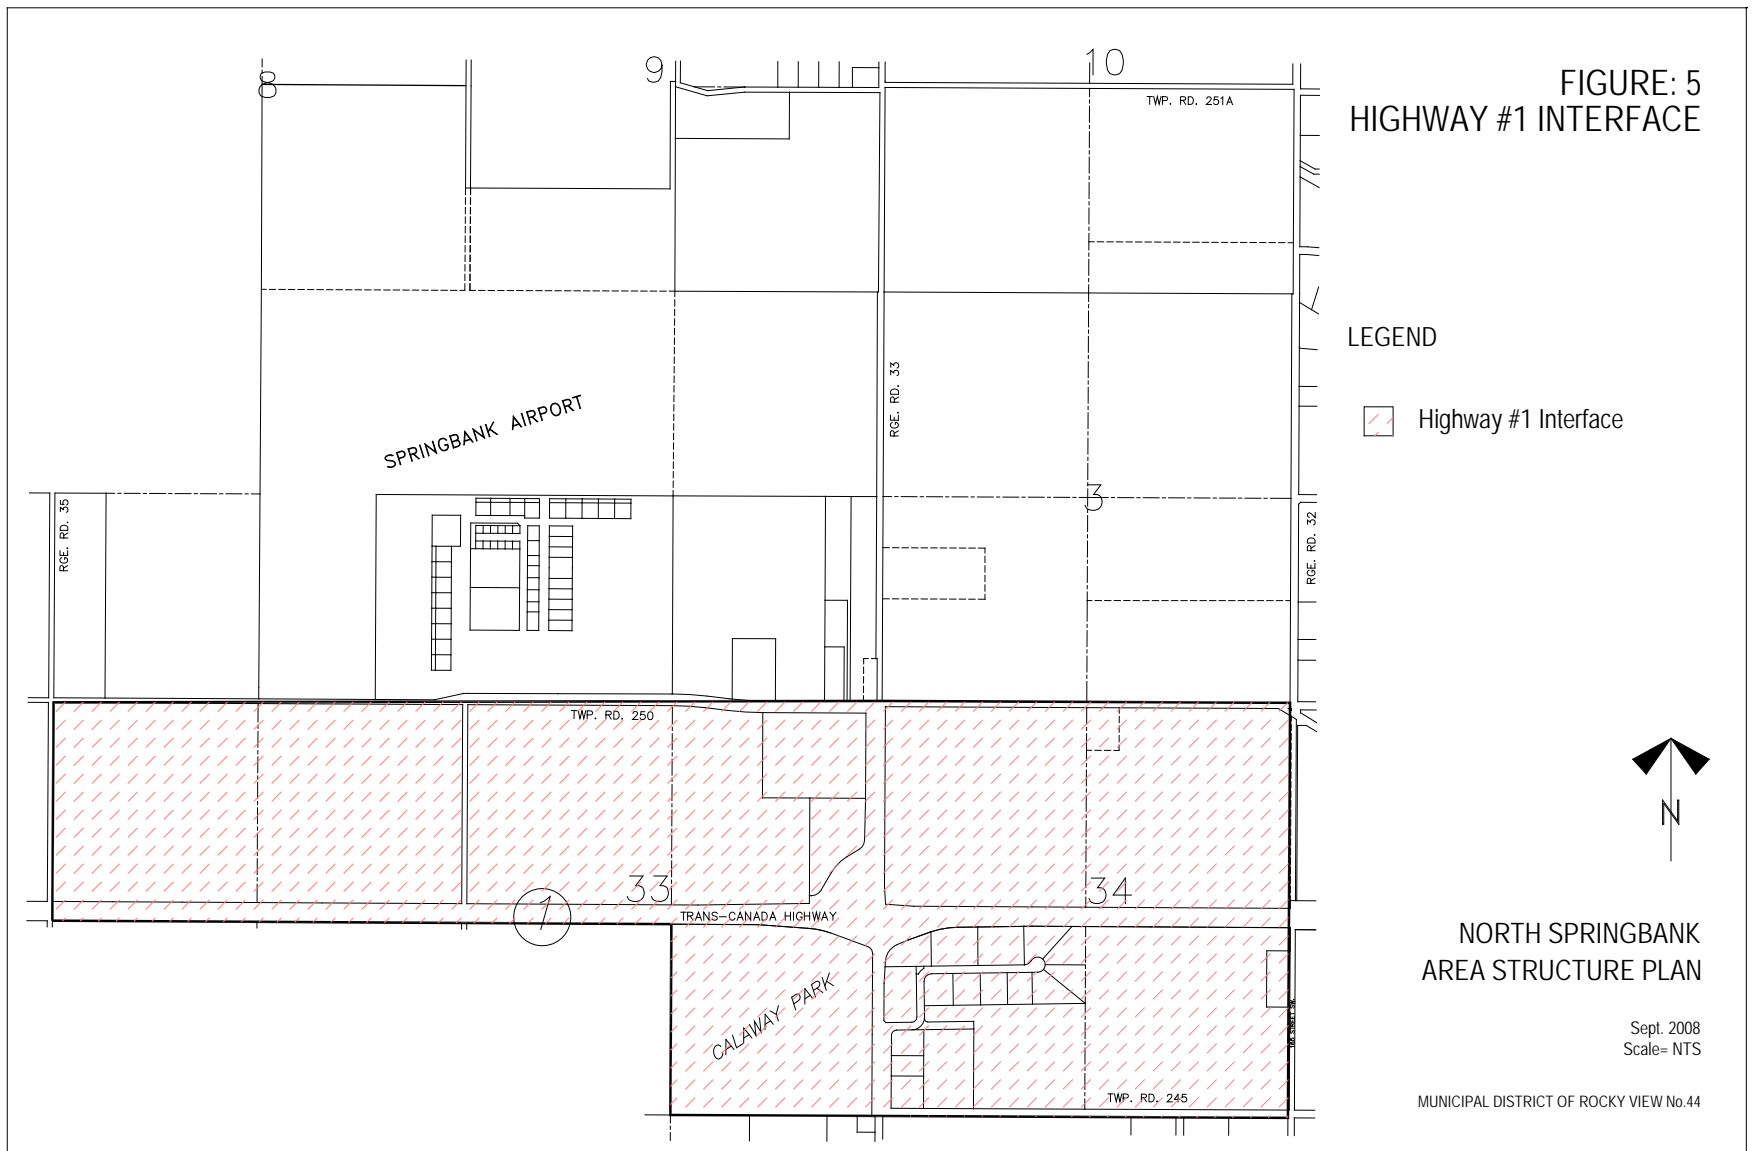 FIGURE: 5
HIGHWAY #1 INTERFACE
8
9
10
TWP. RD. 251A
LEGEND
Highway #1 Interface
RGE. RD. 33
SPRINGBANK AIRPORT
3
RGE. RD. 35
RGE. RD. 32
TWP. RD. 250
N
33
34
1
TRANS-CANADA HIGHWAY
CALAWAY PARK
TWP. RD. 245
NORTH SPRINGBANK
AREA STRUCTURE PLAN
Sept. 2008
Scale= NTS
MUNICIPAL DISTRICT OF ROCKY VIEW No.44